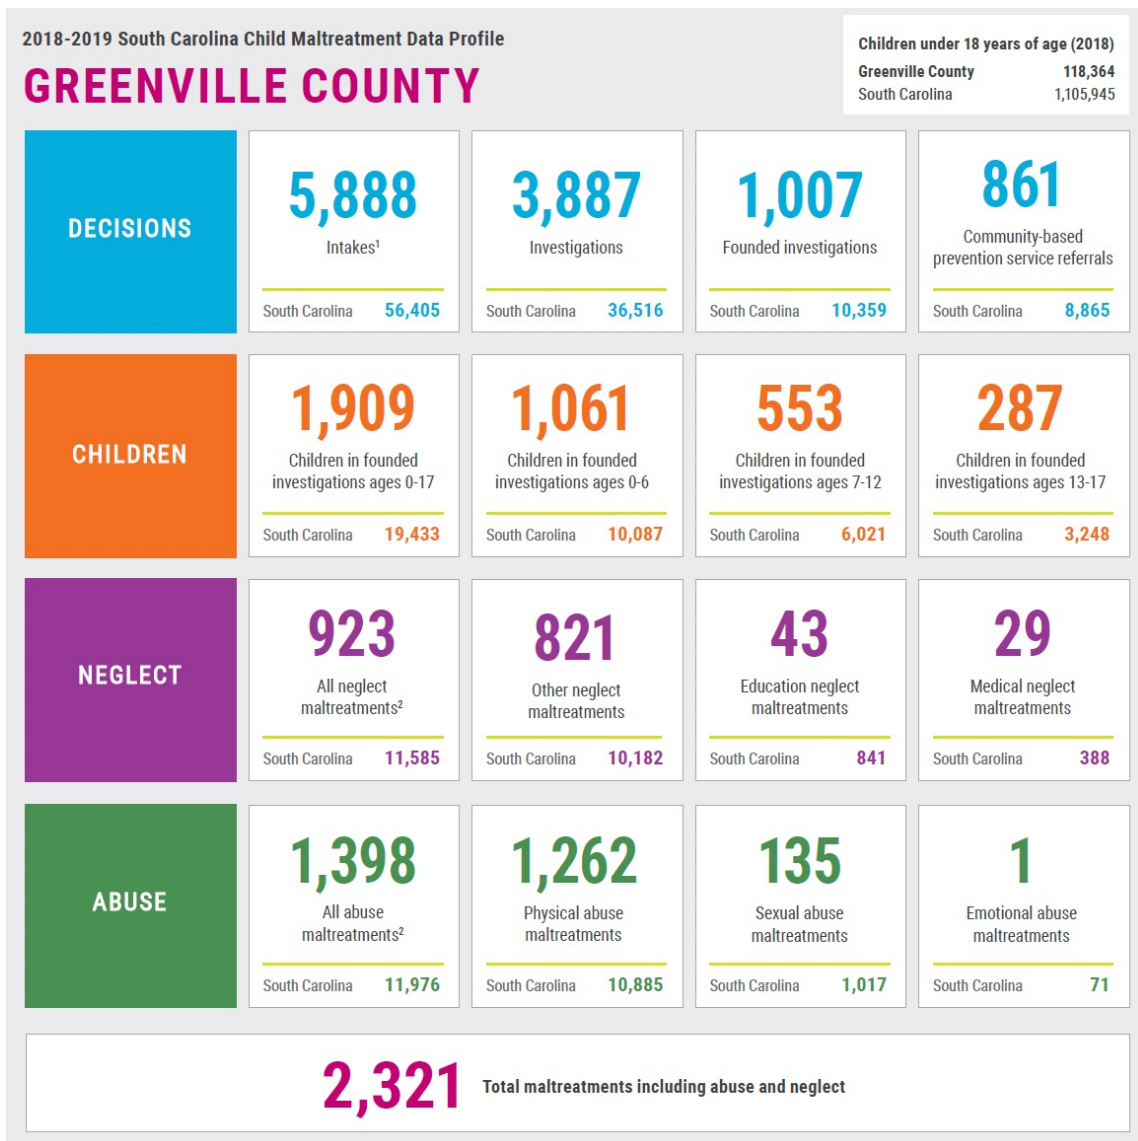 2018-2019 South Carolina Child Maltreatment Data Profile
GREENVILLE COUNTY
Children under 18 years of age (2018)
Greenville County 118,364
South Carolina 1,105,945
DECISIONS
5,888
Intakes¹
South Carolina 56,405
3,887
Investigations
South Carolina 36,516
1,007
Founded investigations
South Carolina 10,359
861
Community-based
prevention service referrals
South Carolina 8,865
CHILDREN
1,909
Children in founded
investigations ages 0-17
South Carolina 19,433
1,061
Children in founded
investigations ages 0-6
South Carolina 10,087
553
Children in founded
investigations ages 7-12
South Carolina 6,021
287
Children in founded
investigations ages 13-17
South Carolina 3,248
NEGLECT
923
All neglect
maltreatments²
South Carolina 11,585
821
Other neglect
maltreatments
South Carolina 10,182
43
Education neglect
maltreatments
South Carolina 841
29
Medical neglect
maltreatments
South Carolina 388
ABUSE
1,398
All abuse
maltreatments²
South Carolina 11,976
1,262
Physical abuse
maltreatments
South Carolina 10,885
135
Sexual abuse
maltreatments
South Carolina 1,017
1
Emotional abuse
maltreatments
South Carolina 71
2,321 Total maltreatments including abuse and neglect